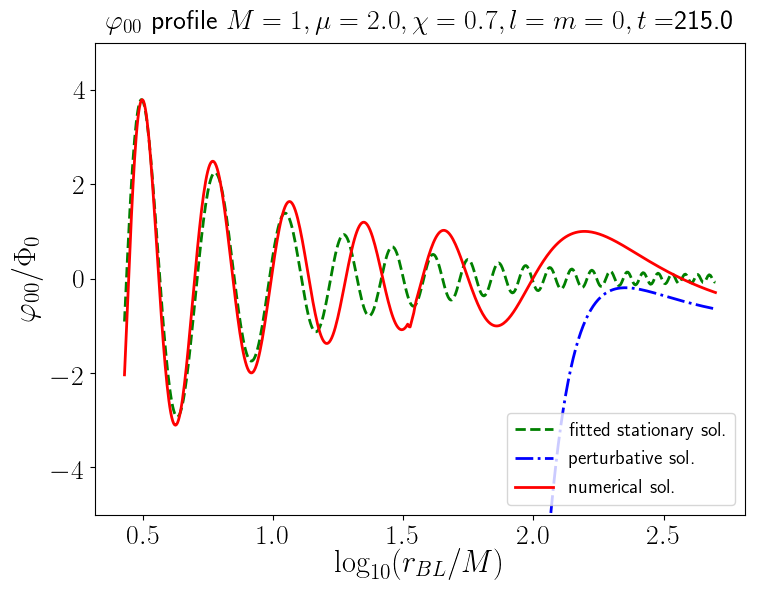 φ₀₀ profile M = 1, μ = 2.0, χ = 0.7, l = m = 0, t =215.0
φ₀₀/Φ₀
4
2
0
−2
−4
fitted stationary sol.
perturbative sol.
numerical sol.
0.5 1.0 1.5 2.0 2.5
log₁₀(r_BL/M)